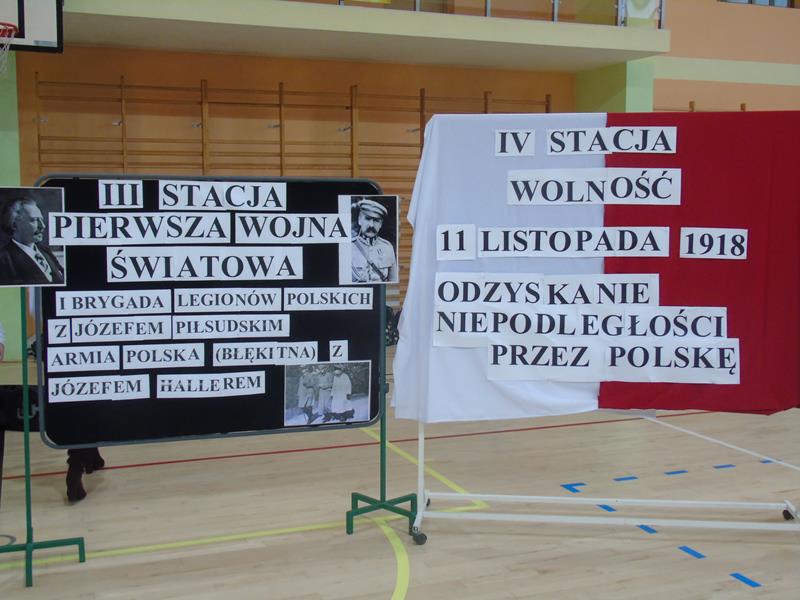 III STACJA
PIERWSZA WOJNA
ŚWIATOWA
I BRYGADA LEGIONÓW POLSKICH
Z JÓZEFEM PIŁSUDSKIM
ARMIA POLSKA (BŁĘKITNA) Z
JÓZEFEM HALLEREM
IV STACJA
WOLNOŚĆ
11 LISTOPADA 1918
ODZYSKANIE
NIEPODLEGŁOŚCI
PRZEZ POLSKĘ